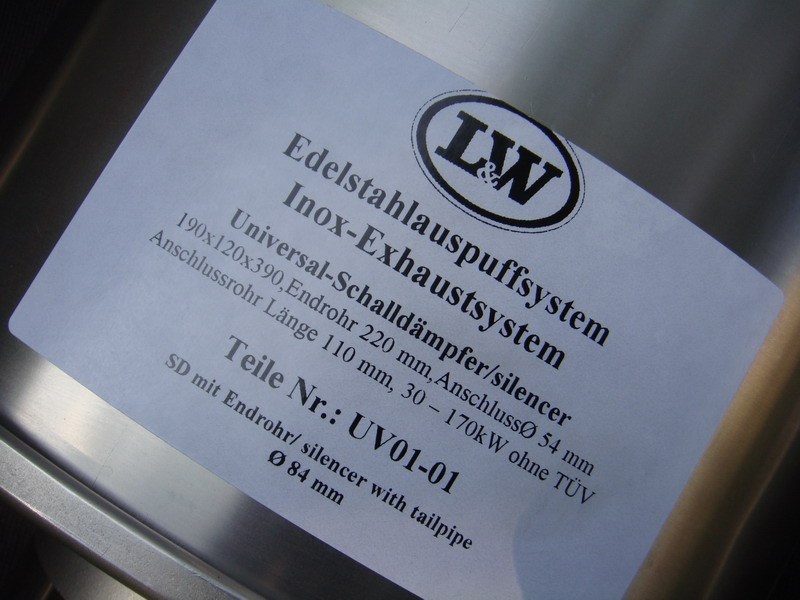 L&W
Edelstahlauspuffsystem
Inox-Exhaustsystem
Universal-Schalldämpfer/silencer
190x120x390,Endrohr 220 mm,AnschlussØ 54 mm
Anschlussrohr Länge 110 mm, 30 – 170kW ohne TÜV
Teile Nr.: UV01-01
SD mit Endrohr/ silencer with tailpipe
Ø 84 mm